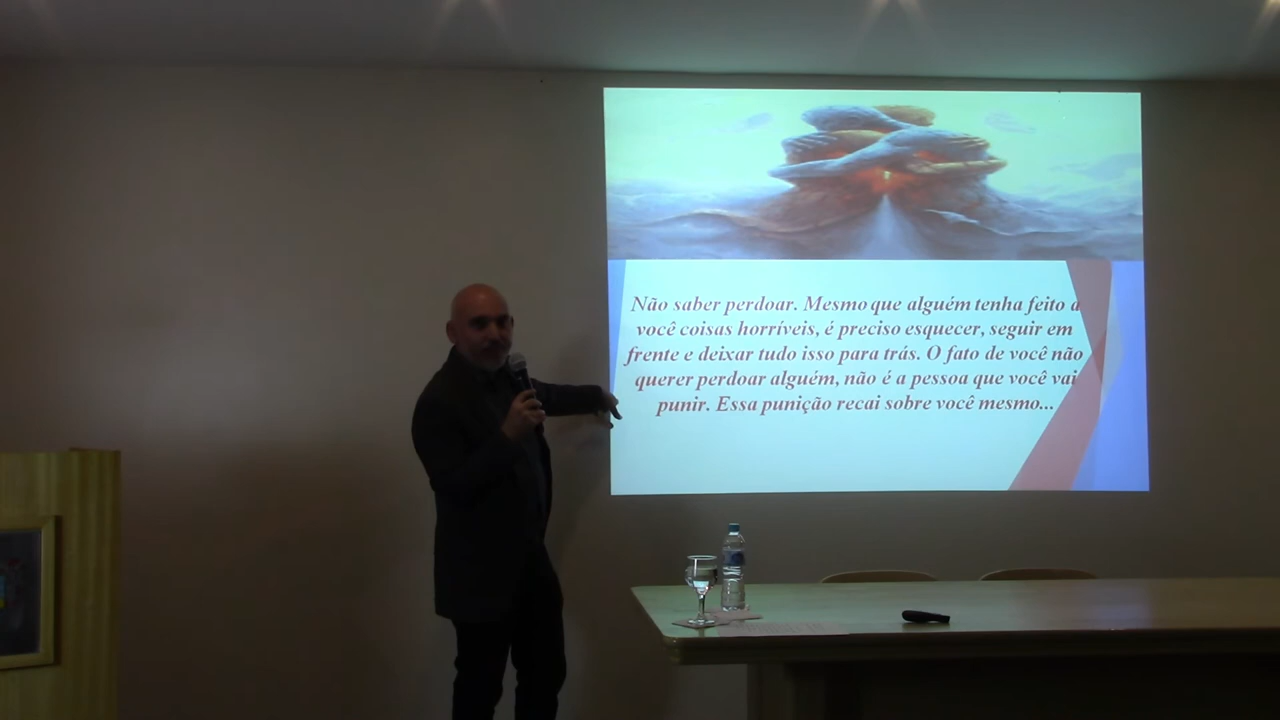 Não saber perdoar. Mesmo que alguém tenha feito a
você coisas horríveis, é preciso esquecer, seguir em
frente e deixar tudo isso para trás. O fato de você não
querer perdoar alguém, não é a pessoa que você vai
punir. Essa punição recai sobre você mesmo...